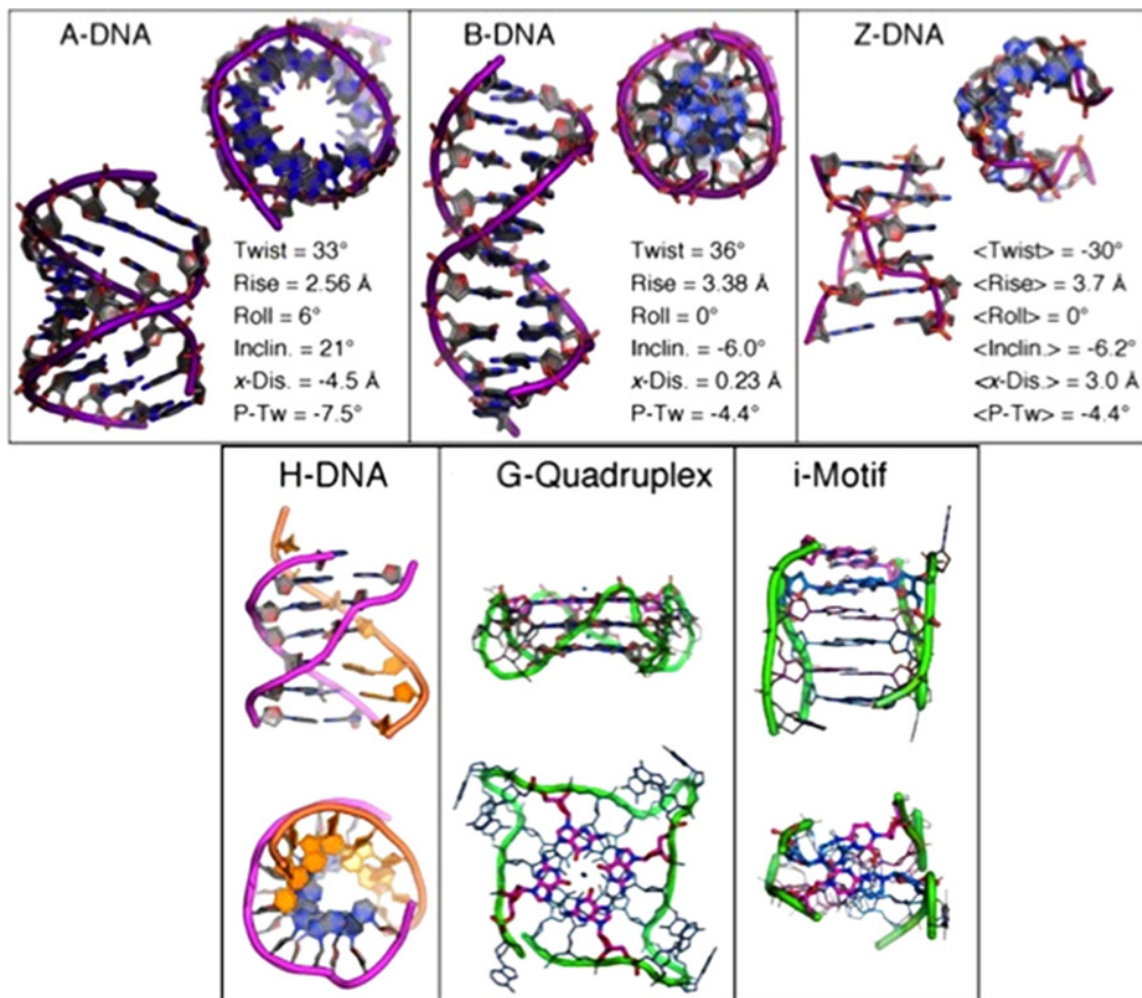 A-DNA
Twist = 33°
Rise = 2.56 Å
Roll = 6°
Inclin. = 21°
x-Dis. = -4.5 Å
P-Tw = -7.5°
B-DNA
Twist = 36°
Rise = 3.38 Å
Roll = 0°
Inclin. = -6.0°
x-Dis. = 0.23 Å
P-Tw = -4.4°
Z-DNA
<Twist> = -30°
<Rise> = 3.7 Å
<Roll> = 0°
<Inclin.> = -6.2°
<x-Dis.> = 3.0 Å
<P-Tw> = -4.4°
H-DNA
G-Quadruplex
i-Motif